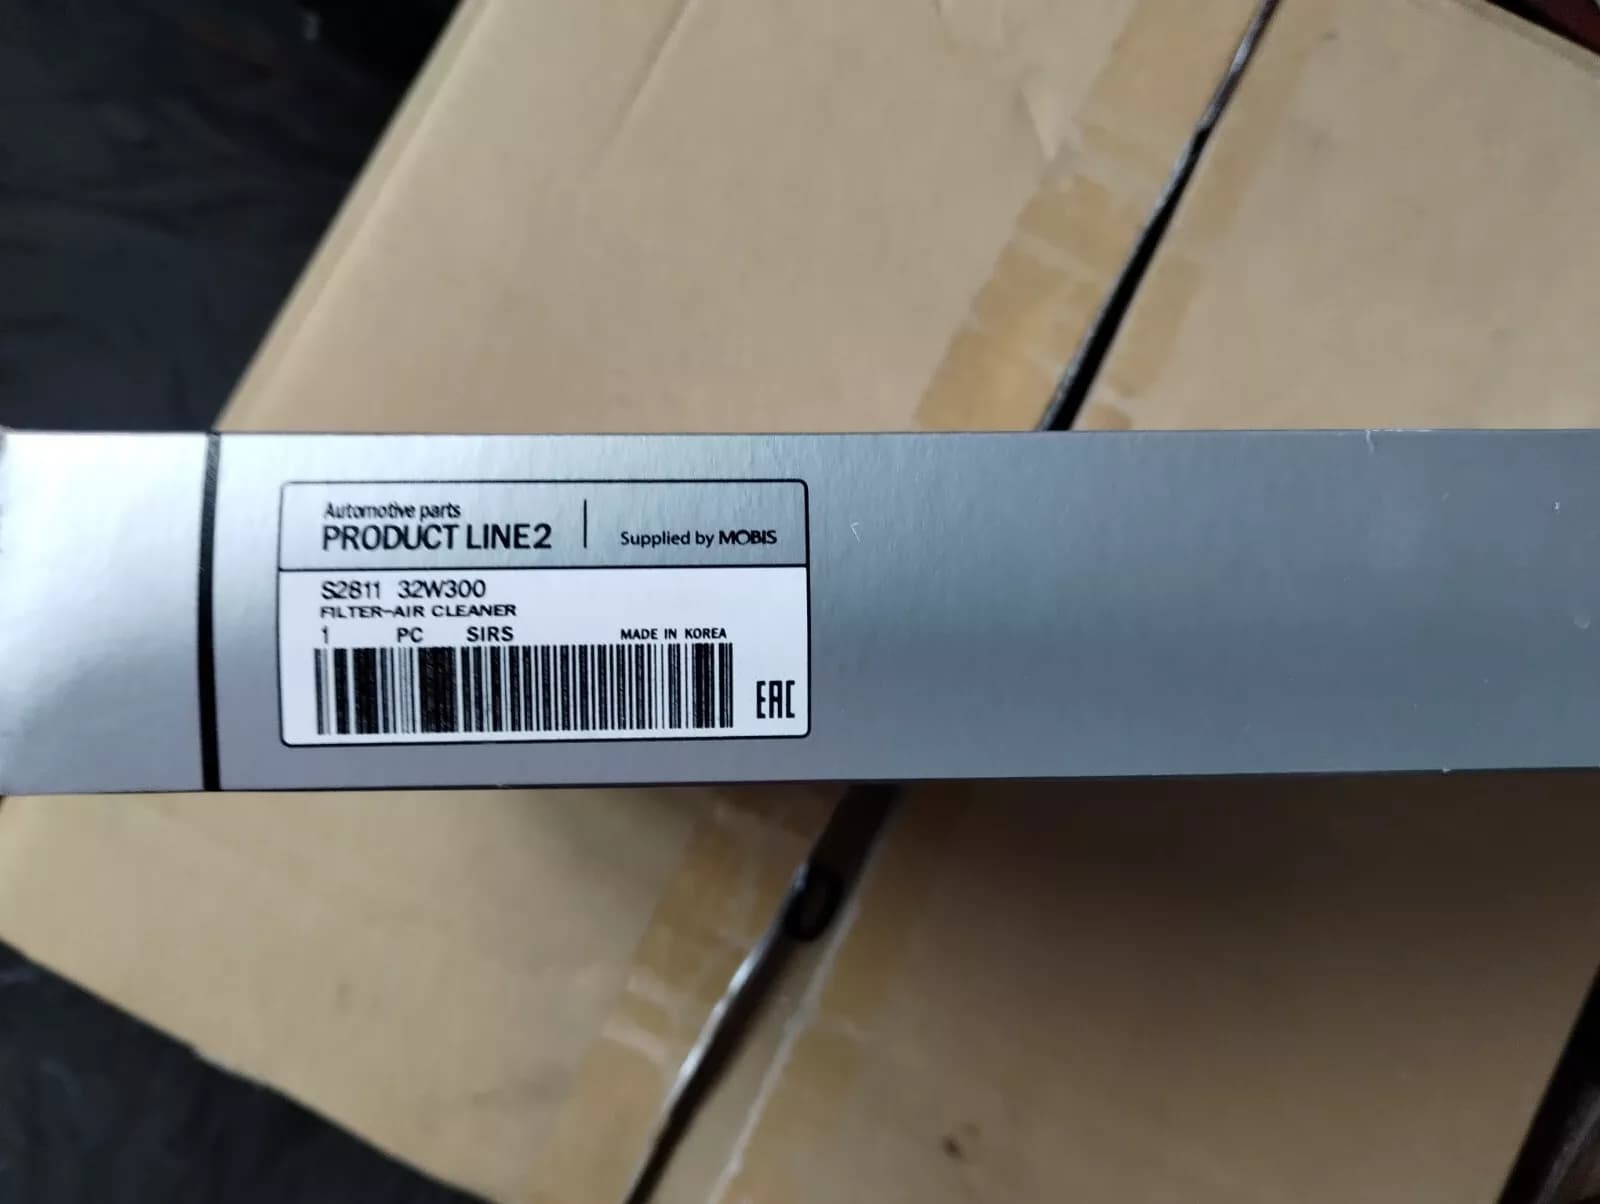 Automotive parts
PRODUCT LINE2
Supplied by MOBIS
S2811 32W300
FILTER-AIR CLEANER
1 PC SIRS MADE IN KOREA
EAC